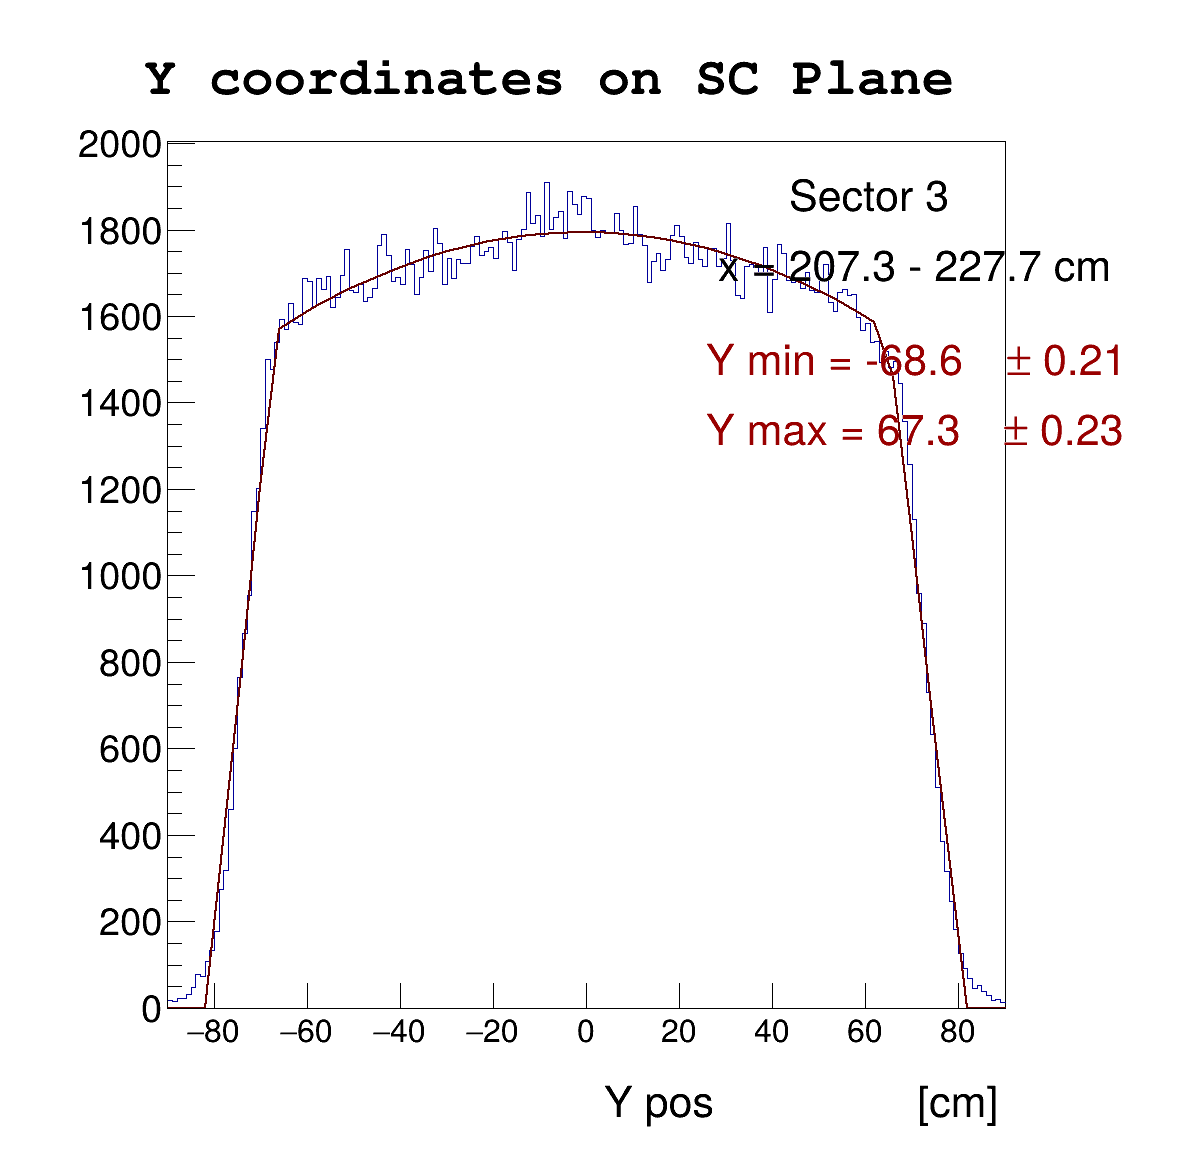 Y coordinates on SC Plane
2000
1800
1600
1400
1200
1000
800
600
400
200
0
Sector 3
x = 207.3 - 227.7 cm
Y min = -68.6 ± 0.21
Y max = 67.3 ± 0.23
−80 −60 −40 −20 0 20 40 60 80
Y pos [cm]